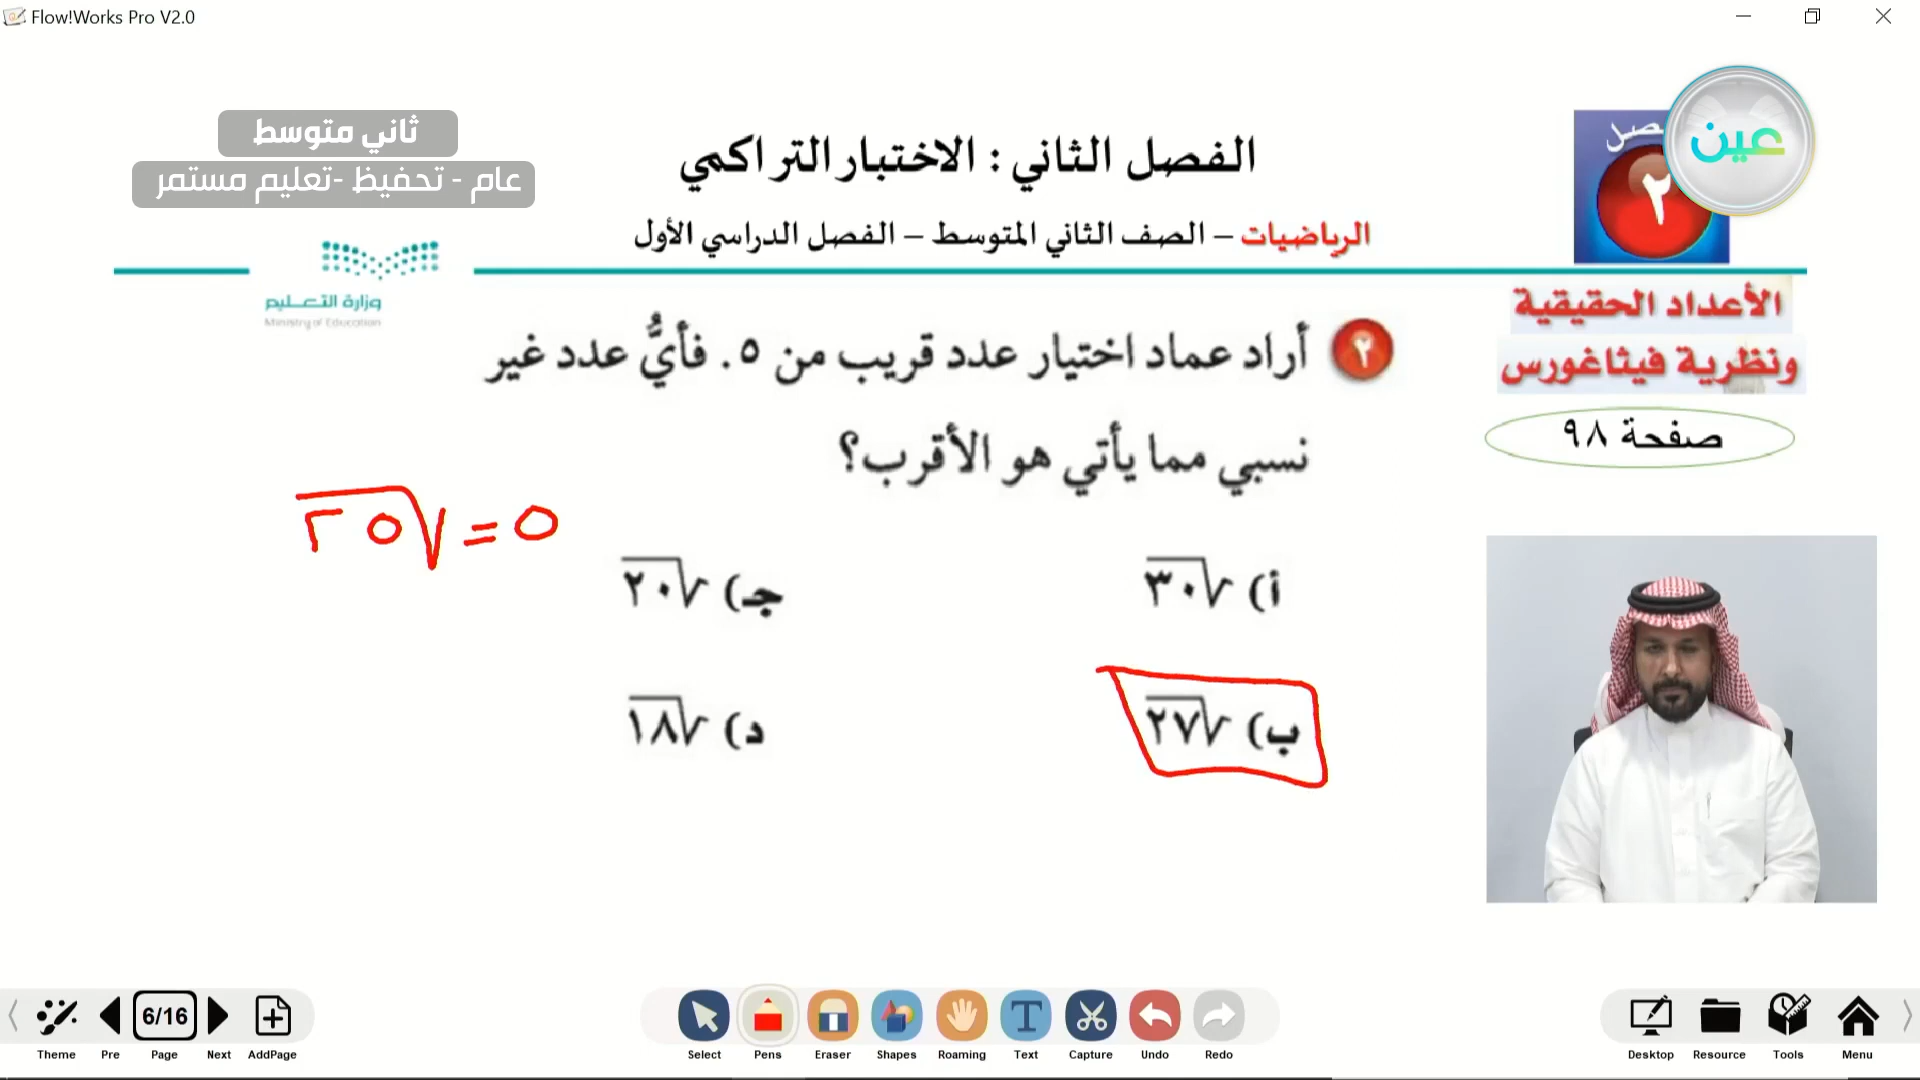 Flow!Works Pro V2.0
ثاني متوسط
عام - تحفيظ -تعليم مستمر
الفصل الثاني : الاختبار التراكمي
الرياضيات – الصف الثاني المتوسط – الفصل الدراسي الأول
عين
٢
وزارة التعليم
Ministry of Education
الأعداد الحقيقية
ونظرية فيثاغورس
صفحة ٩٨
٢ أراد عماد اختيار عدد قريب من ٥. فأيُّ عدد غير
نسبي مما يأتي هو الأقرب؟
٥ = √٢٥
أ) √٣٠
جـ) √٢٠
ب) √٢٧
د) √١٨
6/16
Theme Pre Page Next AddPage
Select Pens Eraser Shapes Roaming Text Capture Undo Redo
Desktop Resource Tools Menu